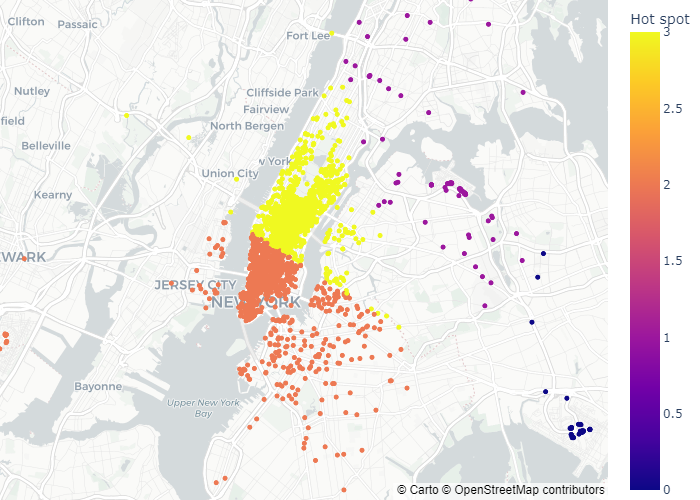 Clifton
Passaic
Fort Lee
Hot spot
3
Nutley
Cliffside Park
Fairview
North Bergen
2.5
field
Belleville
w York
Union City
Kearny
2
WARK
JERSEY CITY
NEW YORK
1.5
1
Bayonne
Upper New York
Bay
0.5
0
© Carto © OpenStreetMap contributors